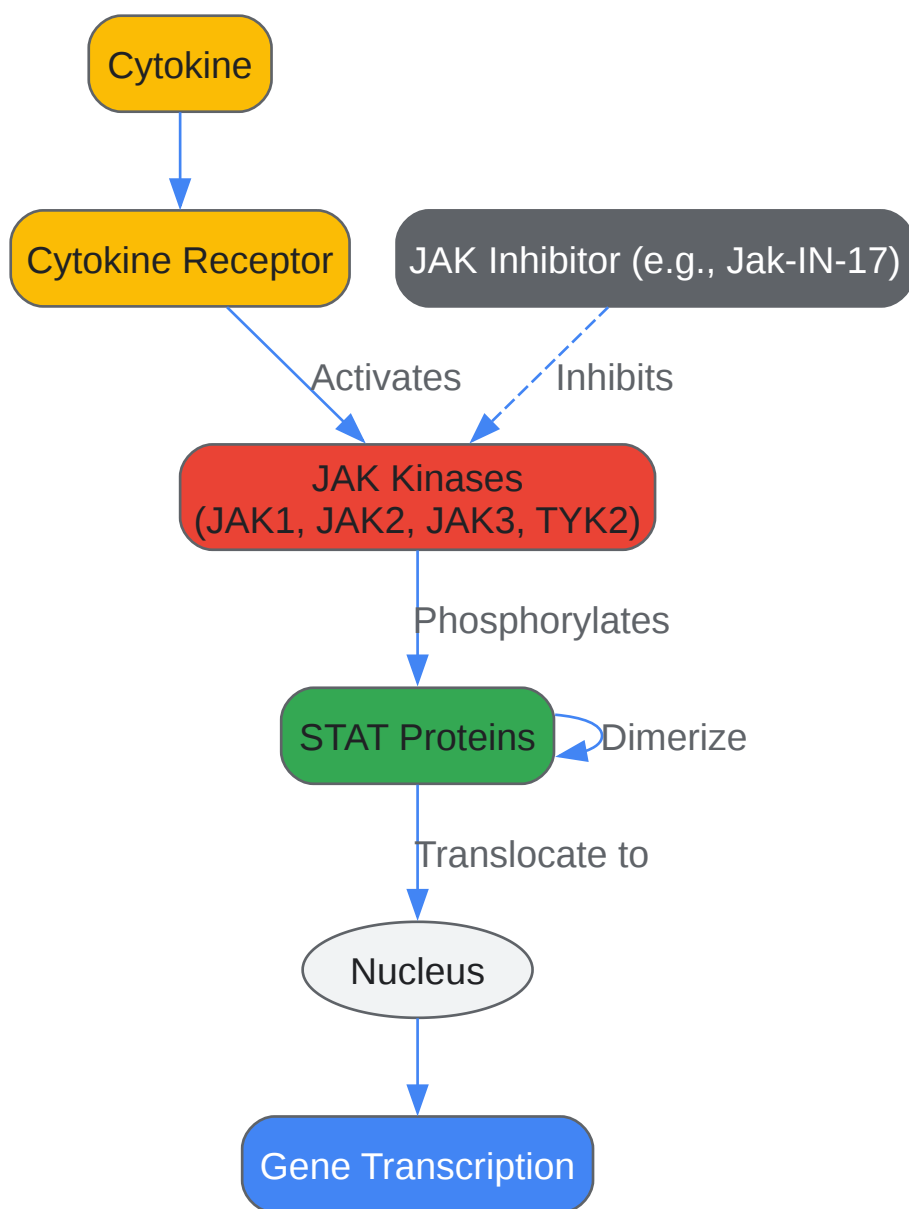 Cytokine
Cytokine Receptor
JAK Inhibitor (e.g., Jak-IN-17)
Activates
Inhibits
JAK Kinases
(JAK1, JAK2, JAK3, TYK2)
Phosphorylates
STAT Proteins
Dimerize
Translocate to
Nucleus
Gene Transcription